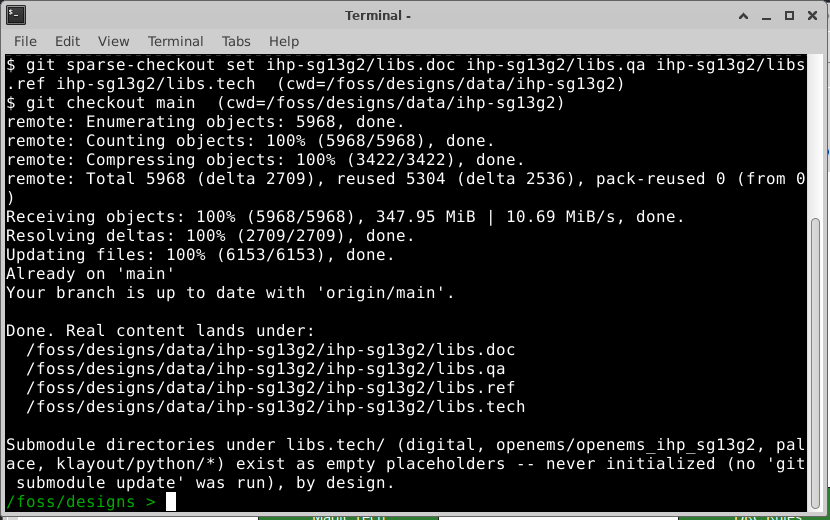 Terminal -
File Edit View Terminal Tabs Help
$ git sparse-checkout set ihp-sg13g2/libs.doc ihp-sg13g2/libs.qa ihp-sg13g2/libs
.ref ihp-sg13g2/libs.tech  (cwd=/foss/designs/data/ihp-sg13g2)
$ git checkout main  (cwd=/foss/designs/data/ihp-sg13g2)
remote: Enumerating objects: 5968, done.
remote: Counting objects: 100% (5968/5968), done.
remote: Compressing objects: 100% (3422/3422), done.
remote: Total 5968 (delta 2709), reused 5304 (delta 2536), pack-reused 0 (from 0
)
Receiving objects: 100% (5968/5968), 347.95 MiB | 10.69 MiB/s, done.
Resolving deltas: 100% (2709/2709), done.
Updating files: 100% (6153/6153), done.
Already on 'main'
Your branch is up to date with 'origin/main'.
Done. Real content lands under:
  /foss/designs/data/ihp-sg13g2/ihp-sg13g2/libs.doc
  /foss/designs/data/ihp-sg13g2/ihp-sg13g2/libs.qa
  /foss/designs/data/ihp-sg13g2/ihp-sg13g2/libs.ref
  /foss/designs/data/ihp-sg13g2/ihp-sg13g2/libs.tech
Submodule directories under libs.tech/ (digital, openems/openems_ihp_sg13g2, pal
ace, klayout/python/*) exist as empty placeholders -- never initialized (no 'git
 submodule update' was run), by design.
/foss/designs >